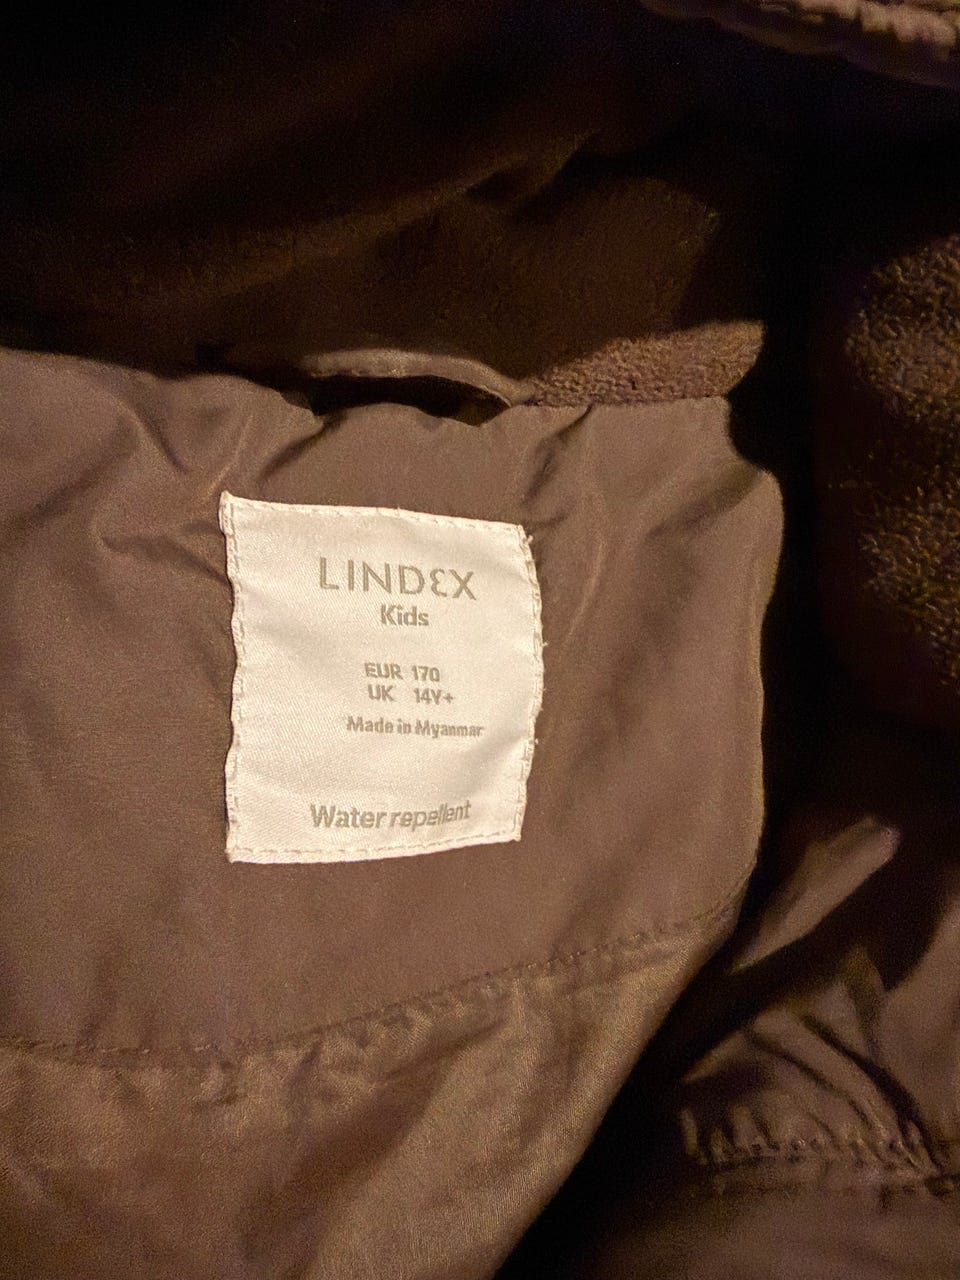 LINDEX
Kids
EUR 170
UK 14Y+
Made in Myanmar
Water repellent